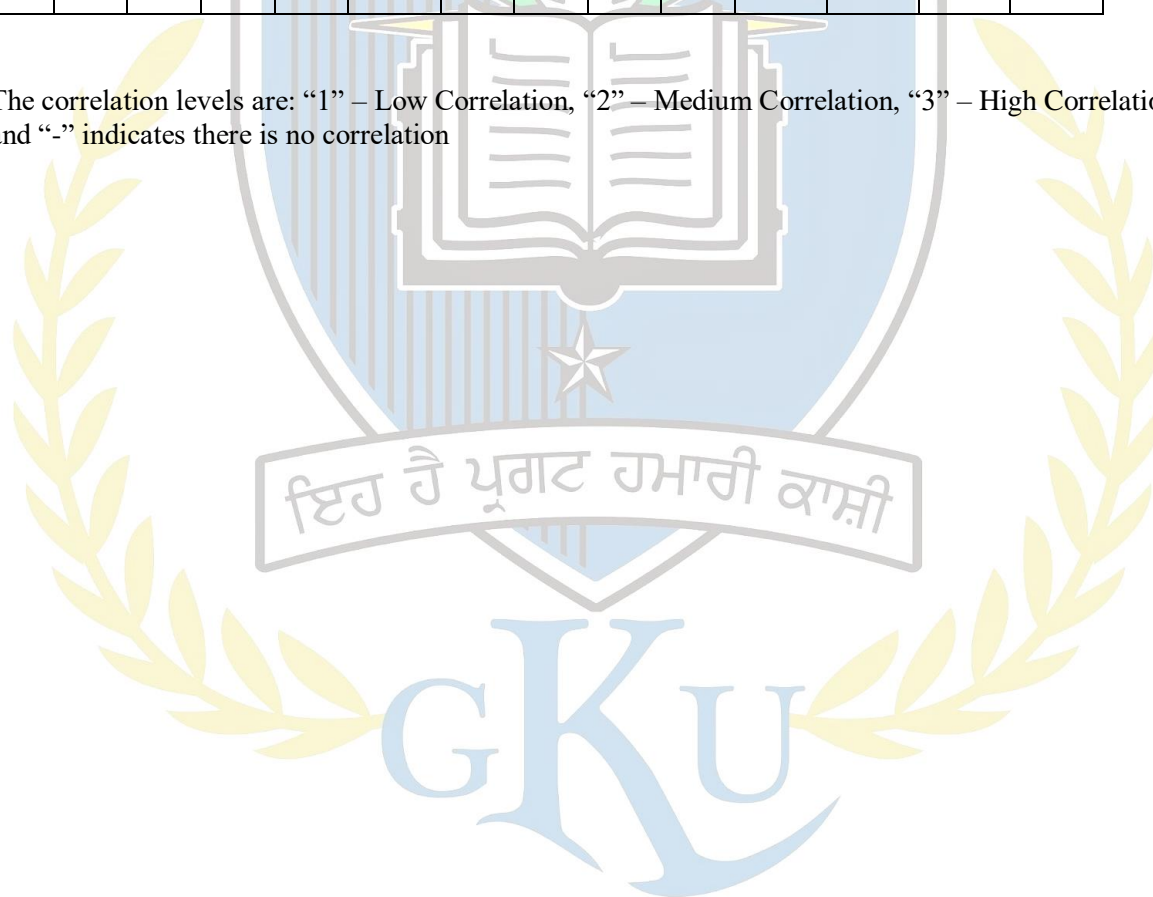 The correlation levels are: “1” – Low Correlation, “2” – Medium Correlation, “3” – High Correlatio
and “-” indicates there is no correlation
ਇਹ ਹੈ ਪ੍ਰਗਟ ਹਮਾਰੀ ਕਾਸ਼ੀ
GKU